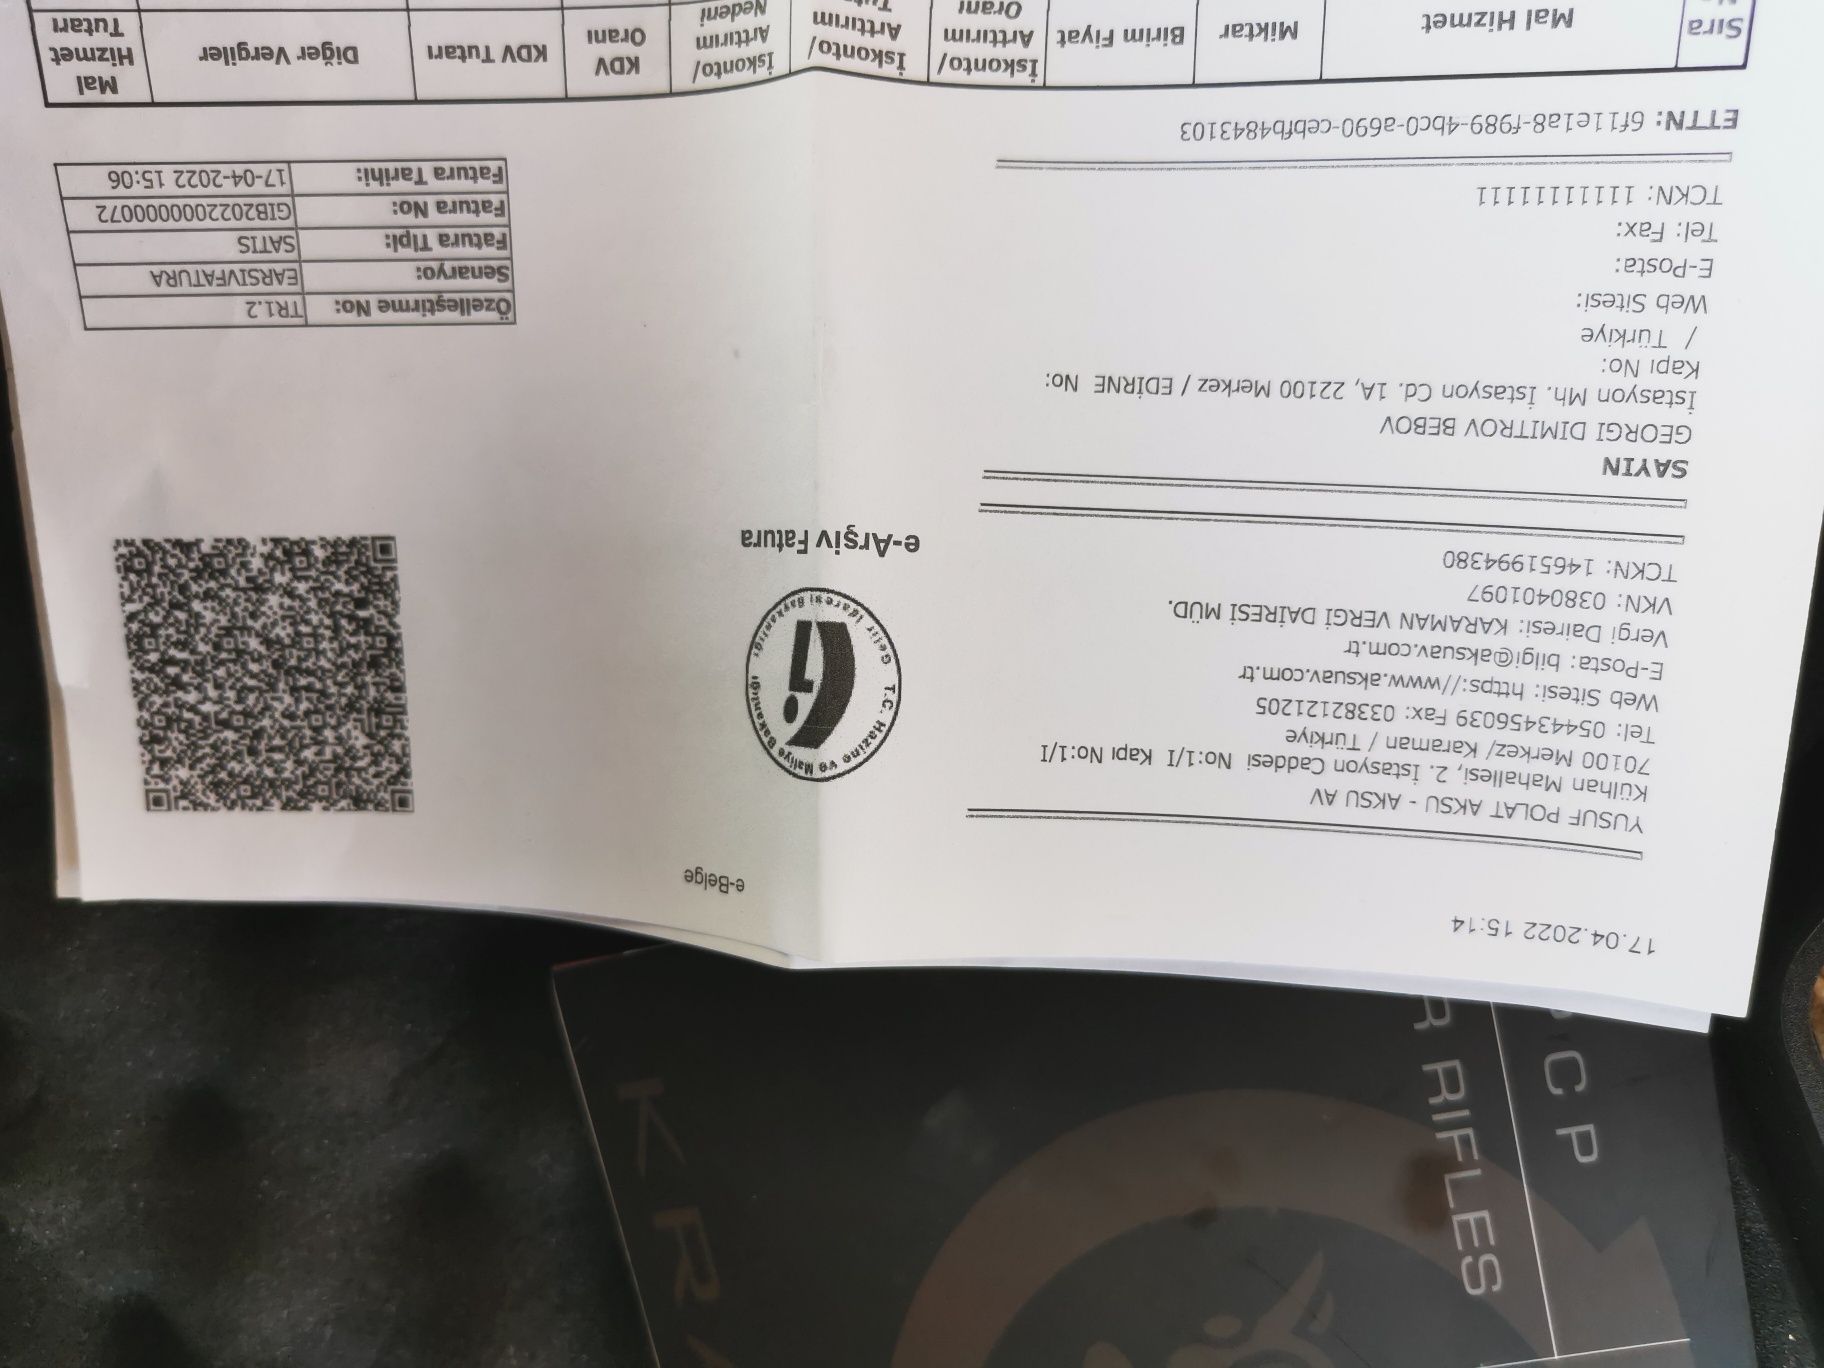 17.04.2022 15:14
e-Belge
YUSUF POLAT AKSU - AKSU AV
Külhan Mahallesi, 2. İstasyon Caddesi No:1/I Kapı No:1/I
70100 Merkez/ Karaman / Türkiye
Tel: 05443456039 Fax: 03382121205
Web Sitesi: https://www.aksuav.com.tr
E-Posta: bilgi@aksuav.com.tr
Vergi Dairesi: KARAMAN VERGİ DAİRESİ MÜD.
VKN: 0380401097
TCKN: 14651994380
T.C. Hazine ve Maliye Bakanlığı
Gelir İdaresi Başkanlığı
e-Arşiv Fatura
SAYIN
GEORGI DIMITROV BEBOV
İstasyon Mh. İstasyon Cd. 1A, 22100 Merkez / EDİRNE No:
Kapı No:
/ Türkiye
Web Sitesi:
E-Posta:
Tel: Fax:
TCKN: 11111111111
Özelleştirme No: TR1.2
Senaryo: EARSIVFATURA
Fatura Tipi: SATIS
Fatura No: GIB2022000000072
Fatura Tarihi: 17-04-2022 15:06
ETTN: 6f11e1a8-f989-4bc0-a690-cebfb4843103
Sıra
Mal Hizmet
Miktar
Birim Fiyat
İskonto/
Arttırım
Oranı
İskonto/
Arttırım
İskonto/
Arttırım
Nedeni
KDV
Oranı
KDV Tutarı
Diğer Vergiler
Mal
Hizmet
Tutarı
PCP
R RIFLES
KR